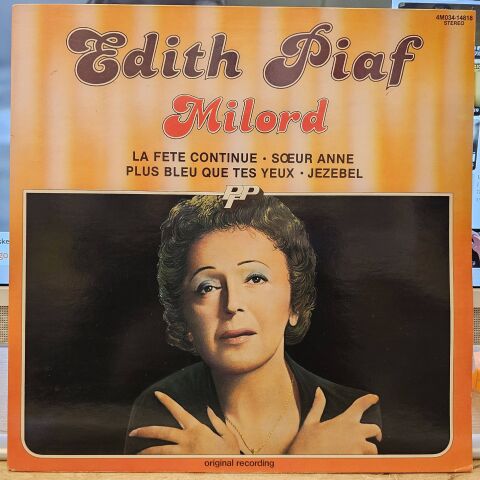 4M034-14818
STEREO
Edith Piaf
Milord
LA FETE CONTINUE • SŒUR ANNE
PLUS BLEU QUE TES YEUX • JEZEBEL
PFP
original recording